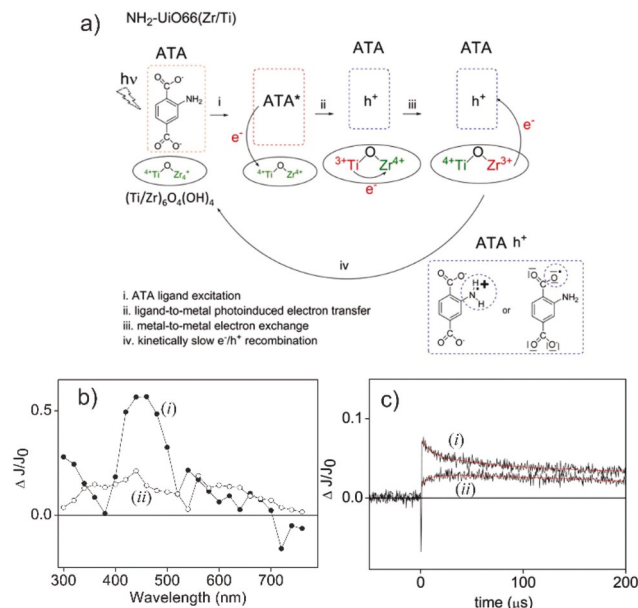 NH₂-UiO66(Zr/Ti)
a)
ATA
ATA
ATA
hν
O
O⁻
C
NH₂
C
O
O⁻
i
ATA*
ii
h⁺
iii
h⁺
e⁻
e⁻
O
⁴⁺Ti Zr₄⁺
O
⁴⁺Ti Zr⁴⁺
O
³⁺Ti Zr⁴⁺
e⁻
O
⁴⁺Ti Zr³⁺
(Ti/Zr)₆O₄(OH)₄
iv
ATA h⁺
i. ATA ligand excitation
ii. ligand-to-metal photoinduced electron transfer
iii. metal-to-metal electron exchange
iv. kinetically slow e⁻/h⁺ recombination
O
O⁻
C
H
N
H
+
C
O
O⁻
or
O
C
O
NH₂
C
O
O
b)
(i)
(ii)
Δ J/J₀
0.5
0.0
300 400 500 600 700
Wavelength (nm)
c)
(i)
(ii)
Δ J/J₀
0.1
0.0
0 100 200
time (μs)